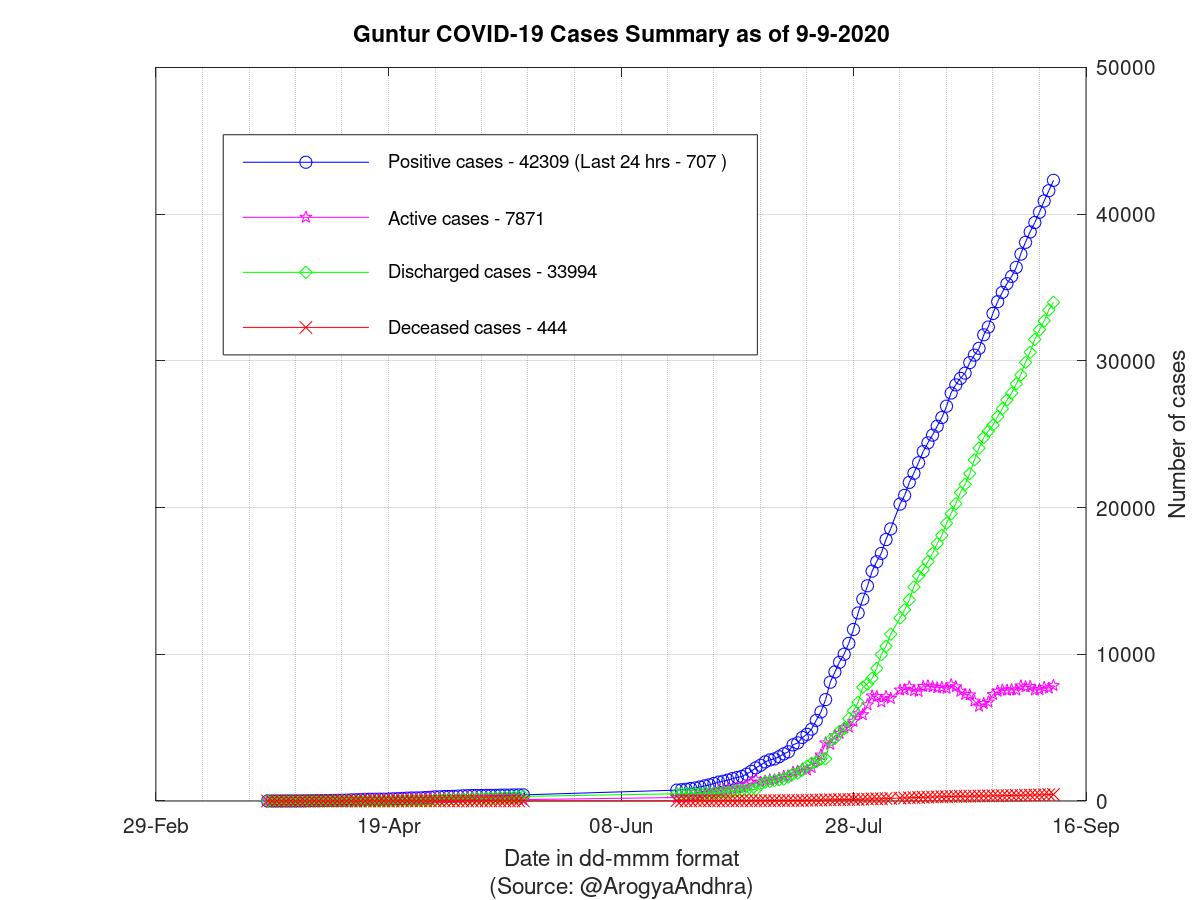 Guntur COVID-19 Cases Summary as of 9-9-2020
Positive cases - 42309 (Last 24 hrs - 707 )
Active cases - 7871
Discharged cases - 33994
Deceased cases - 444
50000
40000
30000
20000
10000
0
Number of cases
29-Feb
19-Apr
08-Jun
28-Jul
16-Sep
Date in dd-mmm format
(Source: @ArogyaAndhra)